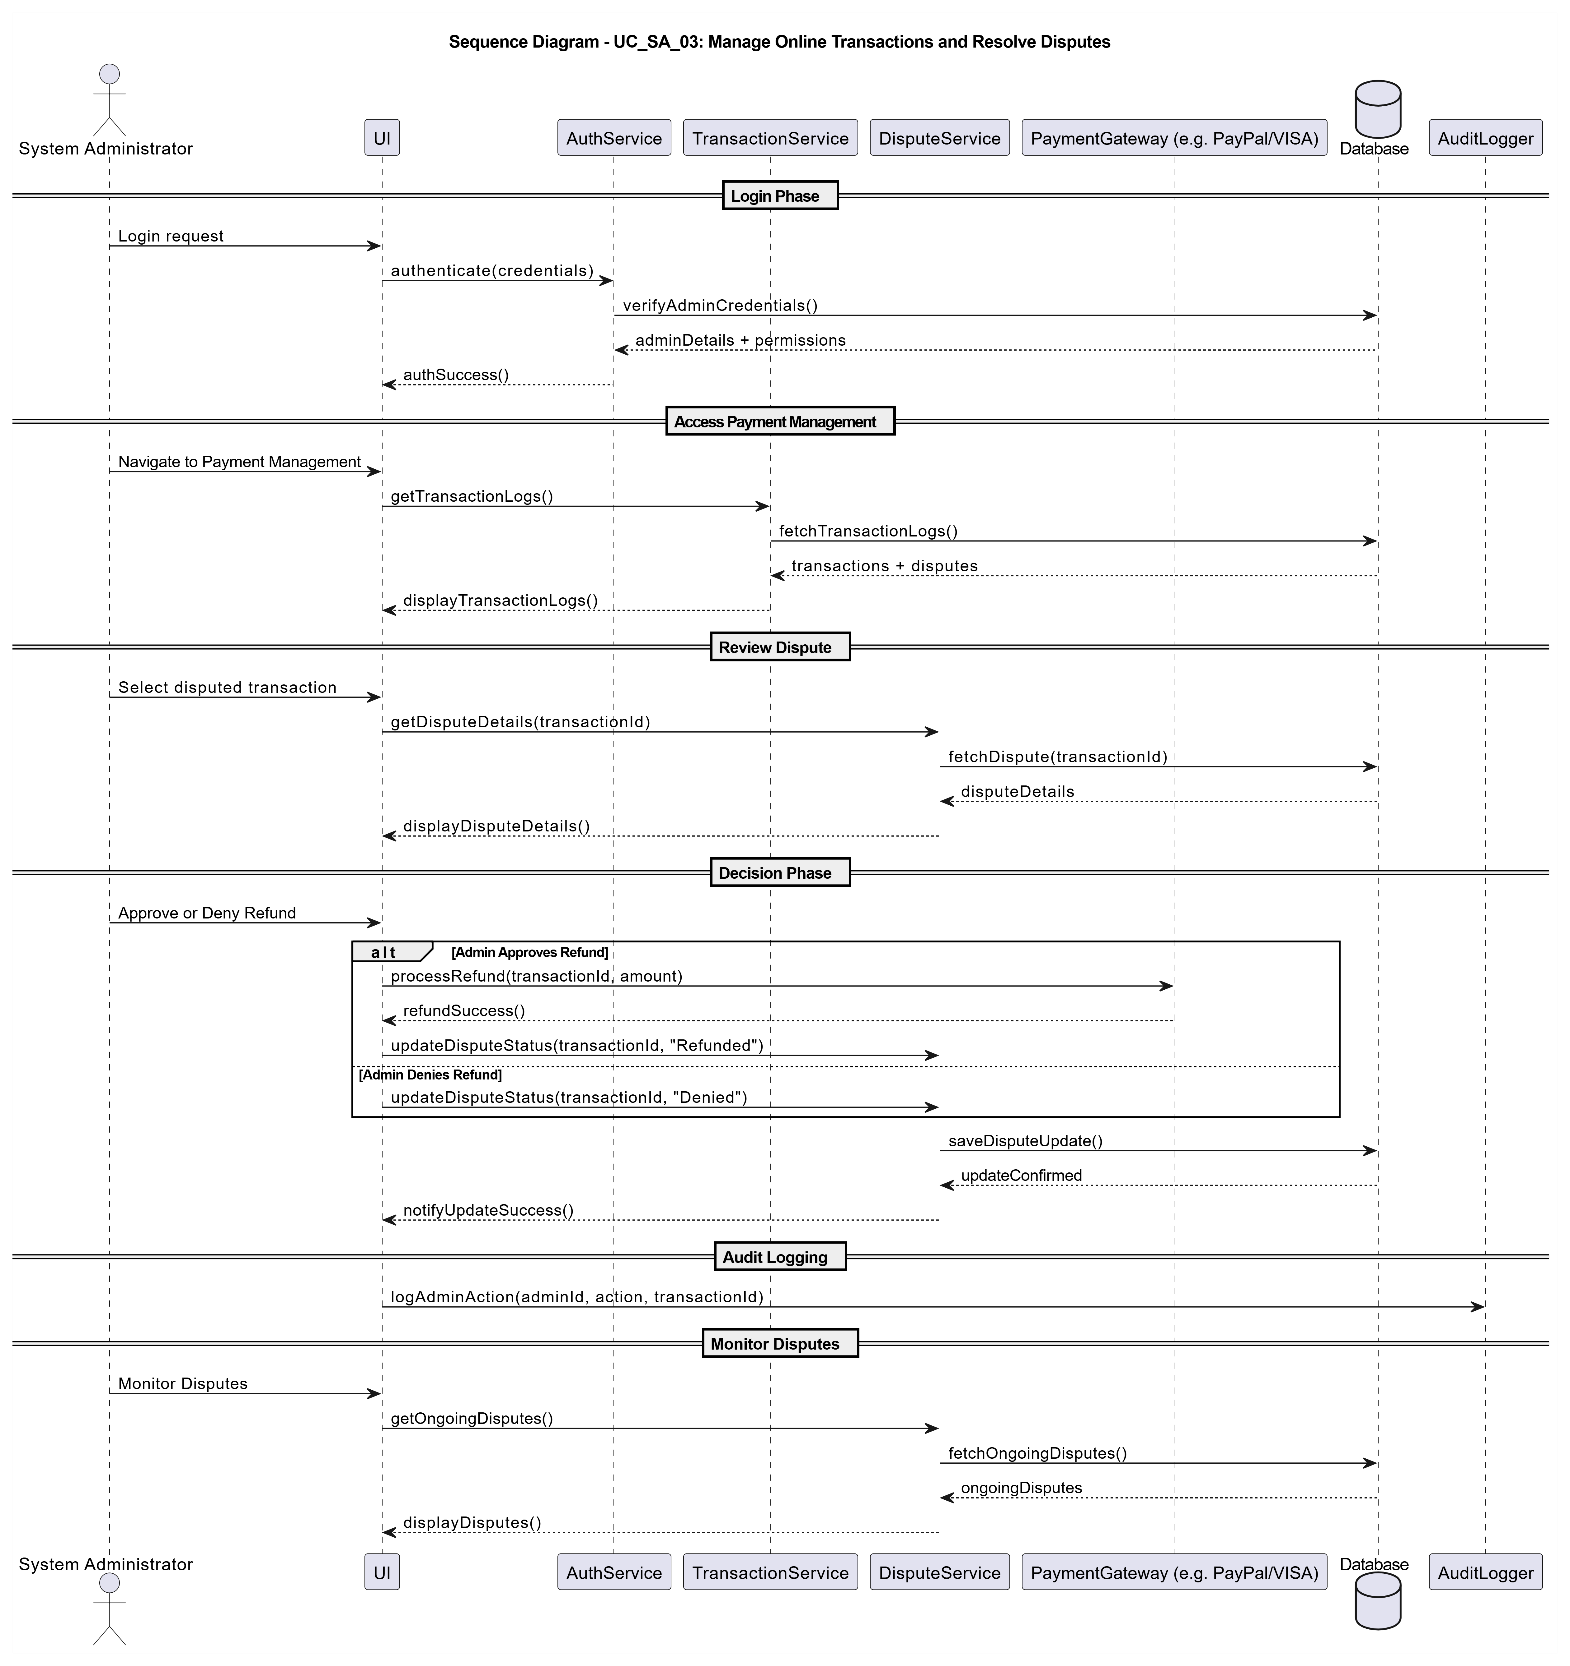 Sequence Diagram - UC_SA_03: Manage Online Transactions and Resolve Disputes
System Administrator
UI
AuthService
TransactionService
DisputeService
PaymentGateway (e.g. PayPal/VISA)
Database
AuditLogger
Login Phase
Login request
authenticate(credentials)
verifyAdminCredentials()
adminDetails + permissions
authSuccess()
Access Payment Management
Navigate to Payment Management
getTransactionLogs()
fetchTransactionLogs()
transactions + disputes
displayTransactionLogs()
Review Dispute
Select disputed transaction
getDisputeDetails(transactionId)
fetchDispute(transactionId)
disputeDetails
displayDisputeDetails()
Decision Phase
Approve or Deny Refund
alt
[Admin Approves Refund]
processRefund(transactionId, amount)
refundSuccess()
updateDisputeStatus(transactionId, "Refunded")
[Admin Denies Refund]
updateDisputeStatus(transactionId, "Denied")
saveDisputeUpdate()
updateConfirmed
notifyUpdateSuccess()
Audit Logging
logAdminAction(adminId, action, transactionId)
Monitor Disputes
Monitor Disputes
getOngoingDisputes()
fetchOngoingDisputes()
ongoingDisputes
displayDisputes()
System Administrator
UI
AuthService
TransactionService
DisputeService
PaymentGateway (e.g. PayPal/VISA)
Database
AuditLogger